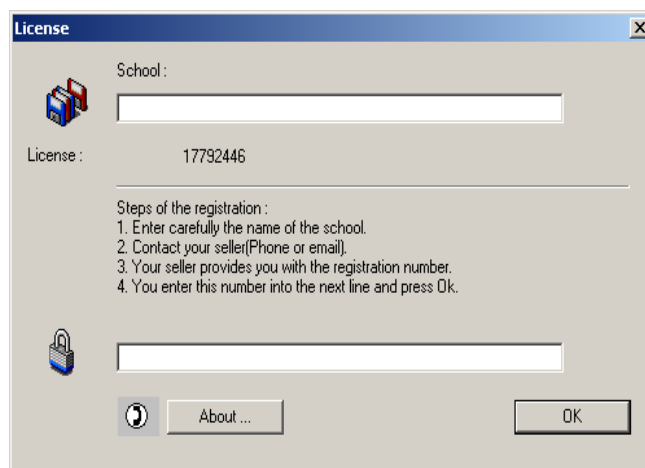 License
School :
License : 17792446
Steps of the registration :
1. Enter carefully the name of the school.
2. Contact your seller(Phone or email).
3. Your seller provides you with the registration number.
4. You enter this number into the next line and press Ok.
About ... OK